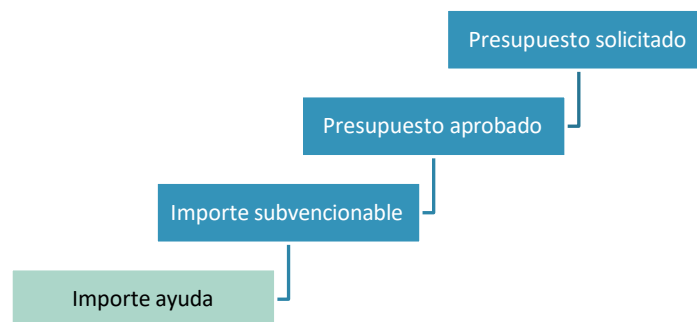 Presupuesto solicitado
Presupuesto aprobado
Importe subvencionable
Importe ayuda